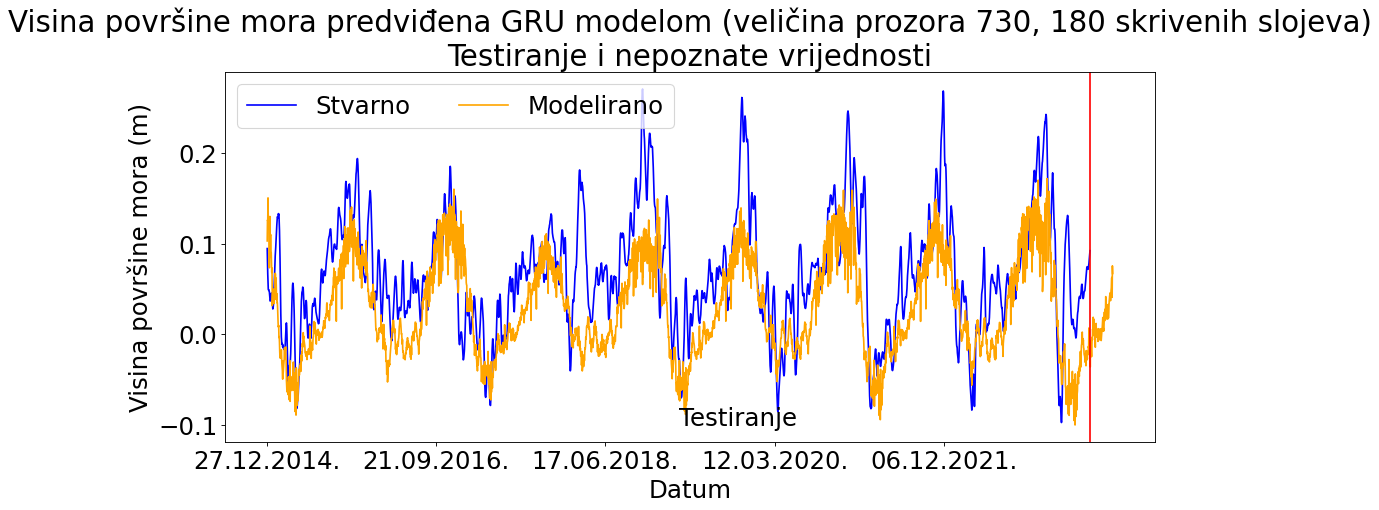 Visina površine mora predviđena GRU modelom (veličina prozora 730, 180 skrivenih slojeva)
Testiranje i nepoznate vrijednosti
Stvarno
Modelirano
Visina površine mora (m)
0.2
0.1
0.0
−0.1
Testiranje
27.12.2014.
21.09.2016.
17.06.2018.
12.03.2020.
06.12.2021.
Datum